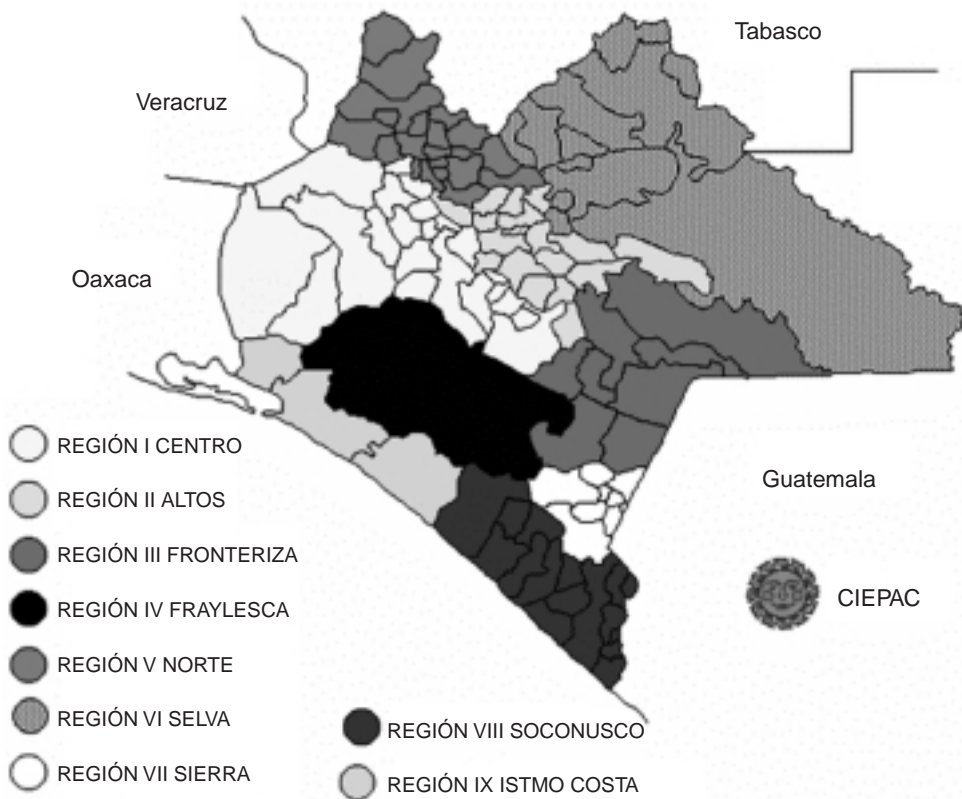 Tabasco
Veracruz
Oaxaca
REGIÓN I CENTRO
REGIÓN II ALTOS
REGIÓN III FRONTERIZA
REGIÓN IV FRAYLESCA
REGIÓN V NORTE
REGIÓN VI SELVA
REGIÓN VII SIERRA
REGIÓN VIII SOCONUSCO
REGIÓN IX ISTMO COSTA
Guatemala
CIEPAC